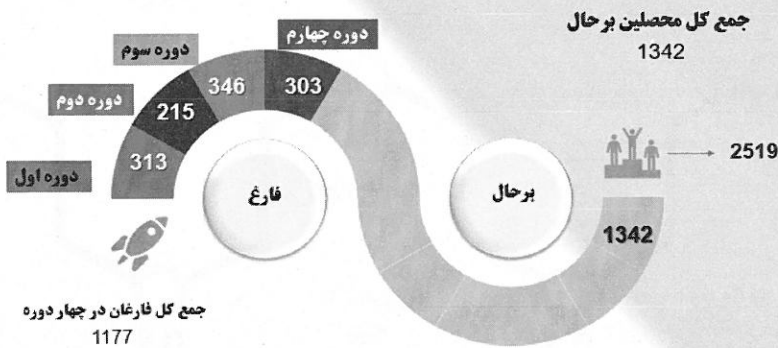 جمع کل محصلین برحال
1342
دوره چهارم
303
دوره سوم
346
دوره دوم
215
دوره اول
313
فارغ
برحال
2519
1342
جمع کل فارغان در چهار دوره
1177